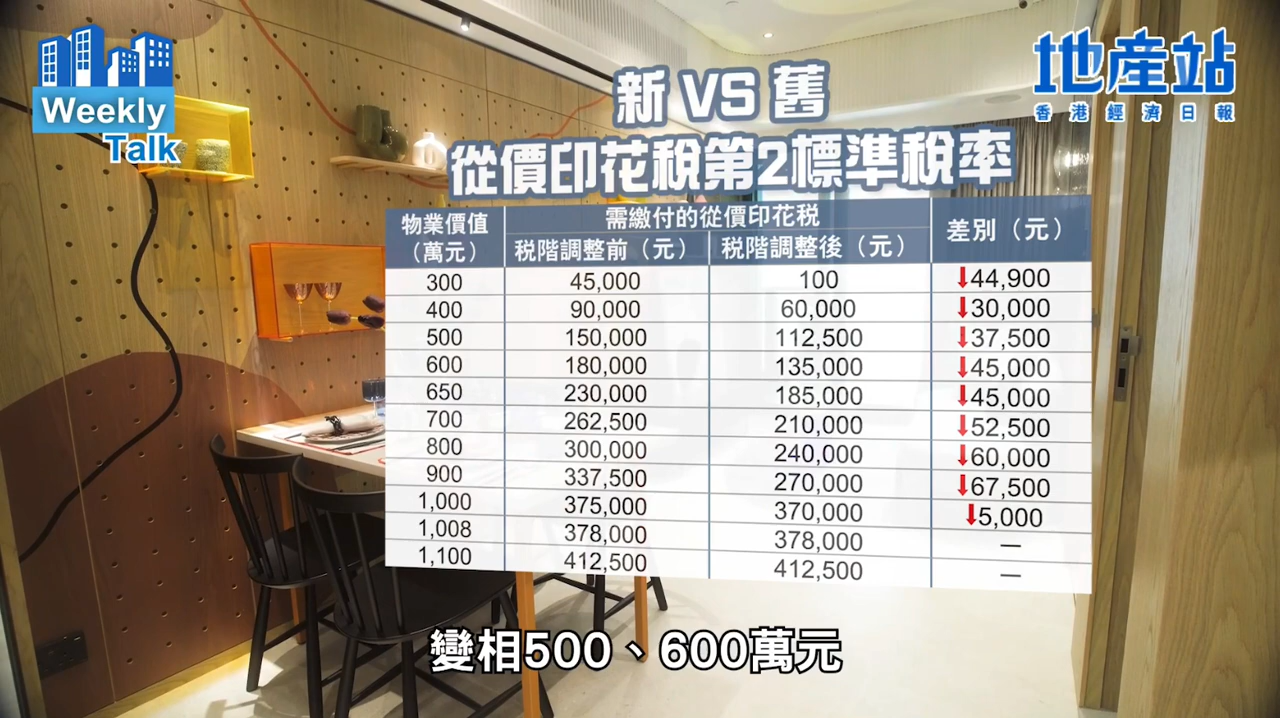 Weekly
Talk
地產站
香港經濟日報
新 VS 舊
從價印花稅第2標準稅率
物業價值
（萬元）
需繳付的從價印花稅
稅階調整前（元）
稅階調整後（元）
差別（元）
300 45,000 100 ↓44,900
400 90,000 60,000 ↓30,000
500 150,000 112,500 ↓37,500
600 180,000 135,000 ↓45,000
650 230,000 185,000 ↓45,000
700 262,500 210,000 ↓52,500
800 300,000 240,000 ↓60,000
900 337,500 270,000 ↓67,500
1,000 375,000 370,000 ↓5,000
1,008 378,000 378,000 —
1,100 412,500 412,500 —
變相500、600萬元